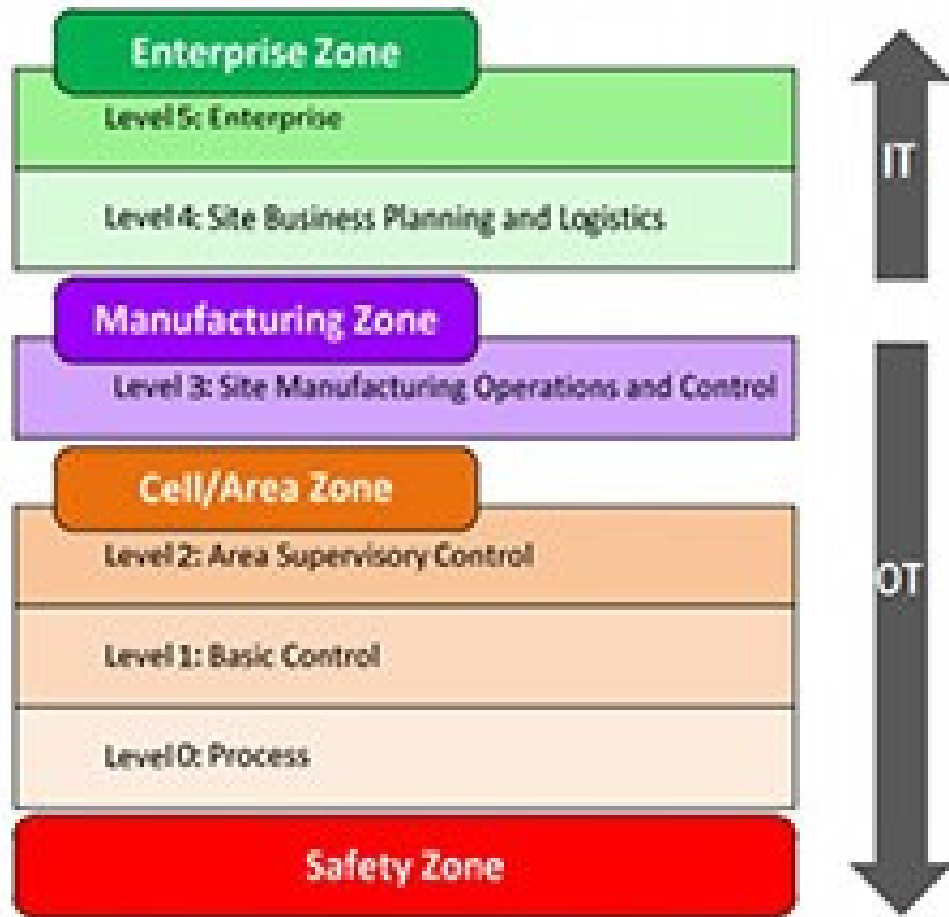 Enterprise Zone
Level 5: Enterprise
Level 4: Site Business Planning and Logistics
IT
Manufacturing Zone
Level 3: Site Manufacturing Operations and Control
Cell/Area Zone
Level 2: Area Supervisory Control
OT
Level 1: Basic Control
Level 0: Process
Safety Zone